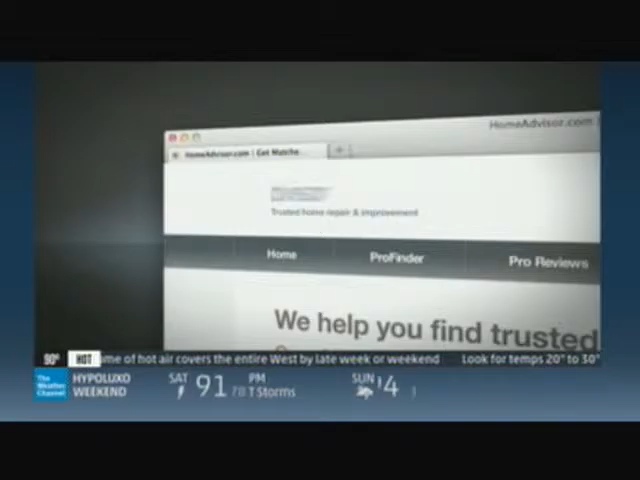 HomeAdvisor.com
HomeAdvisor.com | Get Matche...
Trusted home repair & improvement
Home
ProFinder
Pro Reviews
We help you find trusted
90°
HOT
ome of hot air covers the entire West by late week or weekend
Look for temps 20° to 30°
The Weather Channel
HYPOLUXO WEEKEND
SAT
91
78
PM
T Storms
SUN